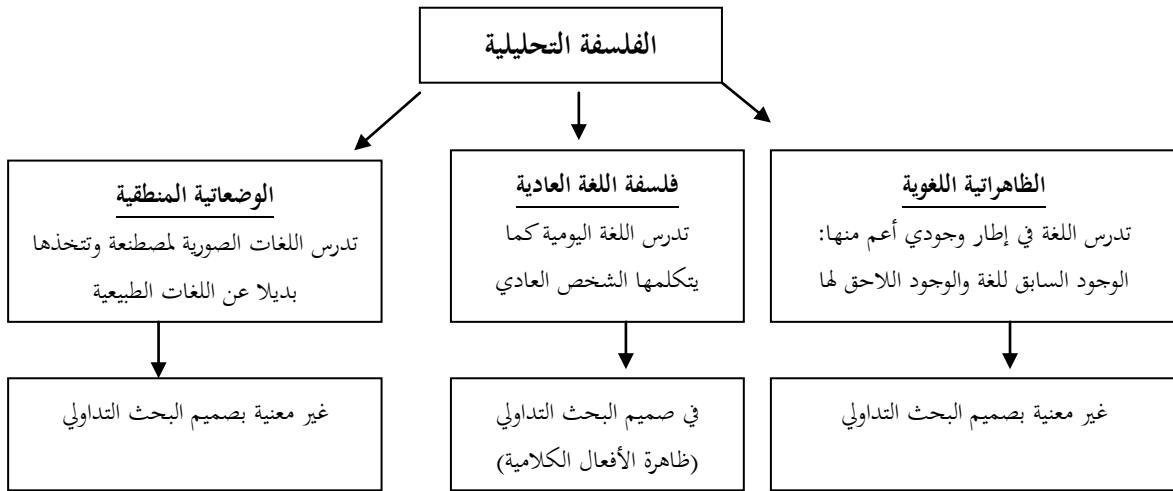 الفلسفة التحليلية
الظاهراتية اللغوية
تدرس اللغة في إطار وجودي أعم منها:
الوجود السابق للغة والوجود اللاحق لها
فلسفة اللغة العادية
تدرس اللغة اليومية كما
يتكلمها الشخص العادي
الوضعاتية المنطقية
تدرس اللغات الصورية لمصطنعة وتتخذها
بديلا عن اللغات الطبيعية
غير معنية بصميم البحث التداولي
في صميم البحث التداولي
(ظاهرة الأفعال الكلامية)
غير معنية بصميم البحث التداولي